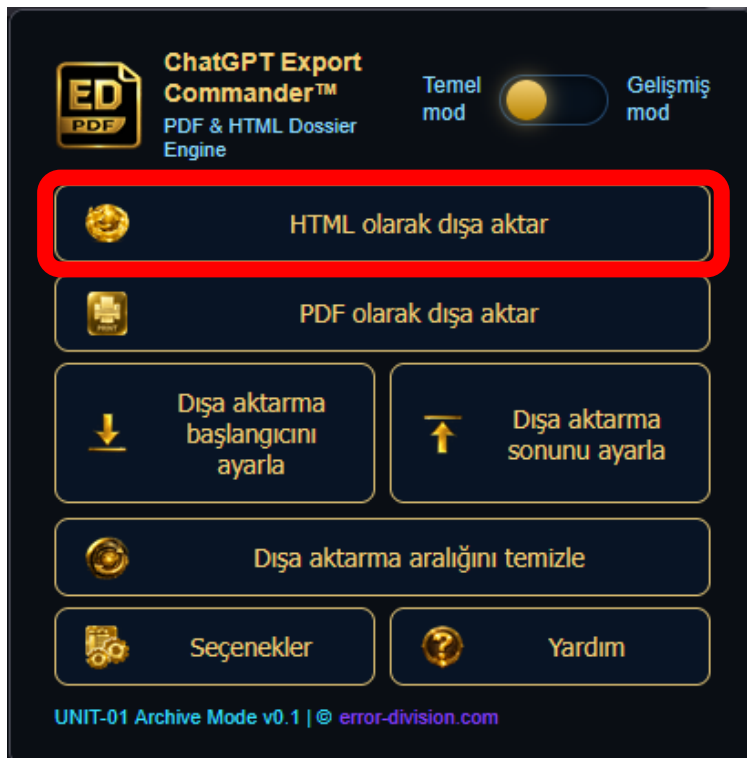 ChatGPT Export
Commander™
PDF & HTML Dossier
Engine
ED
PDF
Temel
mod
Gelişmiş
mod
HTML olarak dışa aktar
PRINT
PDF olarak dışa aktar
Dışa aktarma
başlangıcını
ayarla
Dışa aktarma
sonunu ayarla
Dışa aktarma aralığını temizle
Seçenekler
Yardım
UNIT-01 Archive Mode v0.1 | © error-division.com